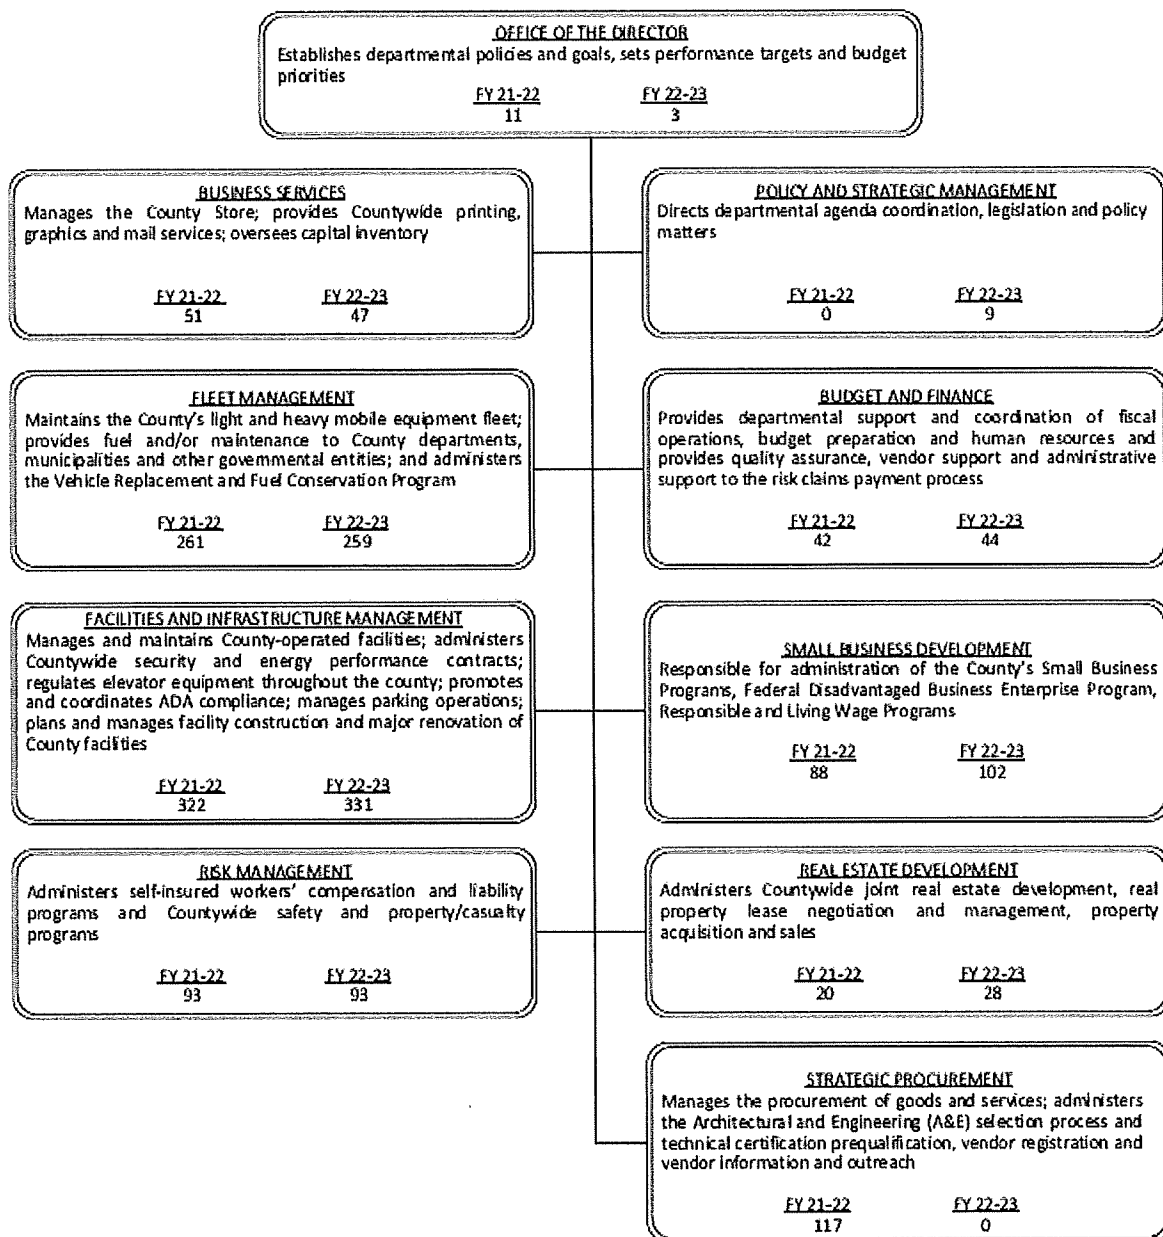 OFFICE OF THE DIRECTOR
Establishes departmental policies and goals, sets performance targets and budget
priorities
FY 21-22 FY 22-23
11 3
BUSINESS SERVICES
Manages the County Store; provides Countywide printing,
graphics and mail services; oversees capital inventory
FY 21-22 FY 22-23
51 47
POLICY AND STRATEGIC MANAGEMENT
Directs departmental agenda coordination, legislation and policy
matters
FY 21-22 FY 22-23
0 9
FLEET MANAGEMENT
Maintains the County's light and heavy mobile equipment fleet;
provides fuel and/or maintenance to County departments,
municipalities and other governmental entities; and administers
the Vehicle Replacement and Fuel Conservation Program
FY 21-22 FY 22-23
261 259
BUDGET AND FINANCE
Provides departmental support and coordination of fiscal
operations, budget preparation and human resources and
provides quality assurance, vendor support and administrative
support to the risk claims payment process
FY 21-22 FY 22-23
42 44
FACILITIES AND INFRASTRUCTURE MANAGEMENT
Manages and maintains County-operated facilities; administers
Countywide security and energy performance contracts;
regulates elevator equipment throughout the county; promotes
and coordinates ADA compliance; manages parking operations;
plans and manages facility construction and major renovation of
County facilities
FY 21-22 FY 22-23
322 331
SMALL BUSINESS DEVELOPMENT
Responsible for administration of the County's Small Business
Programs, Federal Disadvantaged Business Enterprise Program,
Responsible and Living Wage Programs
FY 21-22 FY 22-23
88 102
RISK MANAGEMENT
Administers self-insured workers' compensation and liability
programs and Countywide safety and property/casualty
programs
FY 21-22 FY 22-23
93 93
REAL ESTATE DEVELOPMENT
Administers Countywide joint real estate development, real
property lease negotiation and management, property
acquisition and sales
FY 21-22 FY 22-23
20 28
STRATEGIC PROCUREMENT
Manages the procurement of goods and services; administers
the Architectural and Engineering (A&E) selection process and
technical certification prequalification, vendor registration and
vendor information and outreach
FY 21-22 FY 22-23
117 0